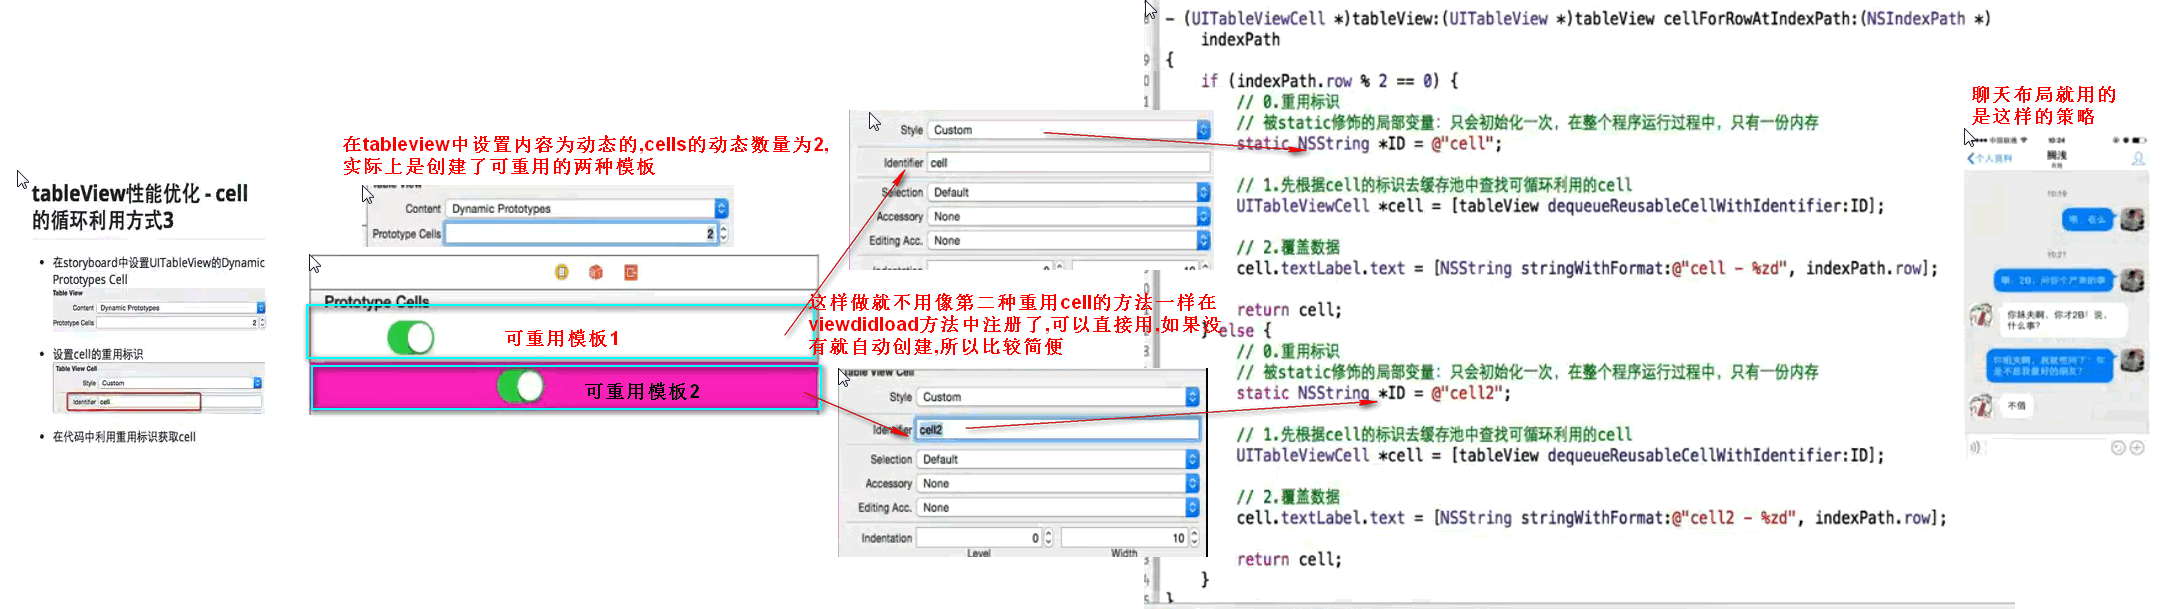 tableView性能优化 - cell
的循环利用方式3
• 在storyboard中设置UITableView的Dynamic
Prototypes Cell
Table View
Content Dynamic Prototypes
Prototype Cells 2
• 设置cell的重用标识
Table View Cell
Style Custom
Identifier cell
• 在代码中利用重用标识获取cell
在tableview中设置内容为动态的,cells的动态数量为2,
实际上是创建了可重用的两种模板
Table View
Content Dynamic Prototypes
Prototype Cells 2
Prototype Cells
可重用模板1
可重用模板2
Style Custom
Identifier cell
Selection Default
Accessory None
Editing Acc. None
Indentation 0 10
这样做就不用像第二种重用cell的方法一样在
viewdidload方法中注册了,可以直接用,如果没
有就自动创建,所以比较简便
Table View Cell
Style Custom
Identifier cell2
Selection Default
Accessory None
Editing Acc. None
Indentation 0 10
Level Width
- (UITableViewCell *)tableView:(UITableView *)tableView cellForRowAtIndexPath:(NSIndexPath *)
indexPath
{
if (indexPath.row % 2 == 0) {
// 0.重用标识
// 被static修饰的局部变量：只会初始化一次，在整个程序运行过程中，只有一份内存
static NSString *ID = @"cell";
// 1.先根据cell的标识去缓存池中查找可循环利用的cell
UITableViewCell *cell = [tableView dequeueReusableCellWithIdentifier:ID];
// 2.覆盖数据
cell.textLabel.text = [NSString stringWithFormat:@"cell - %zd", indexPath.row];
return cell;
} else {
// 0.重用标识
// 被static修饰的局部变量：只会初始化一次，在整个程序运行过程中，只有一份内存
static NSString *ID = @"cell2";
// 1.先根据cell的标识去缓存池中查找可循环利用的cell
UITableViewCell *cell = [tableView dequeueReusableCellWithIdentifier:ID];
// 2.覆盖数据
cell.textLabel.text = [NSString stringWithFormat:@"cell2 - %zd", indexPath.row];
return cell;
}
}
聊天布局就用的
是这样的策略
中国联通 10:24
个人资料
10:19
10:21
你妹夫啊，你才2B！说，
什么事？
不借